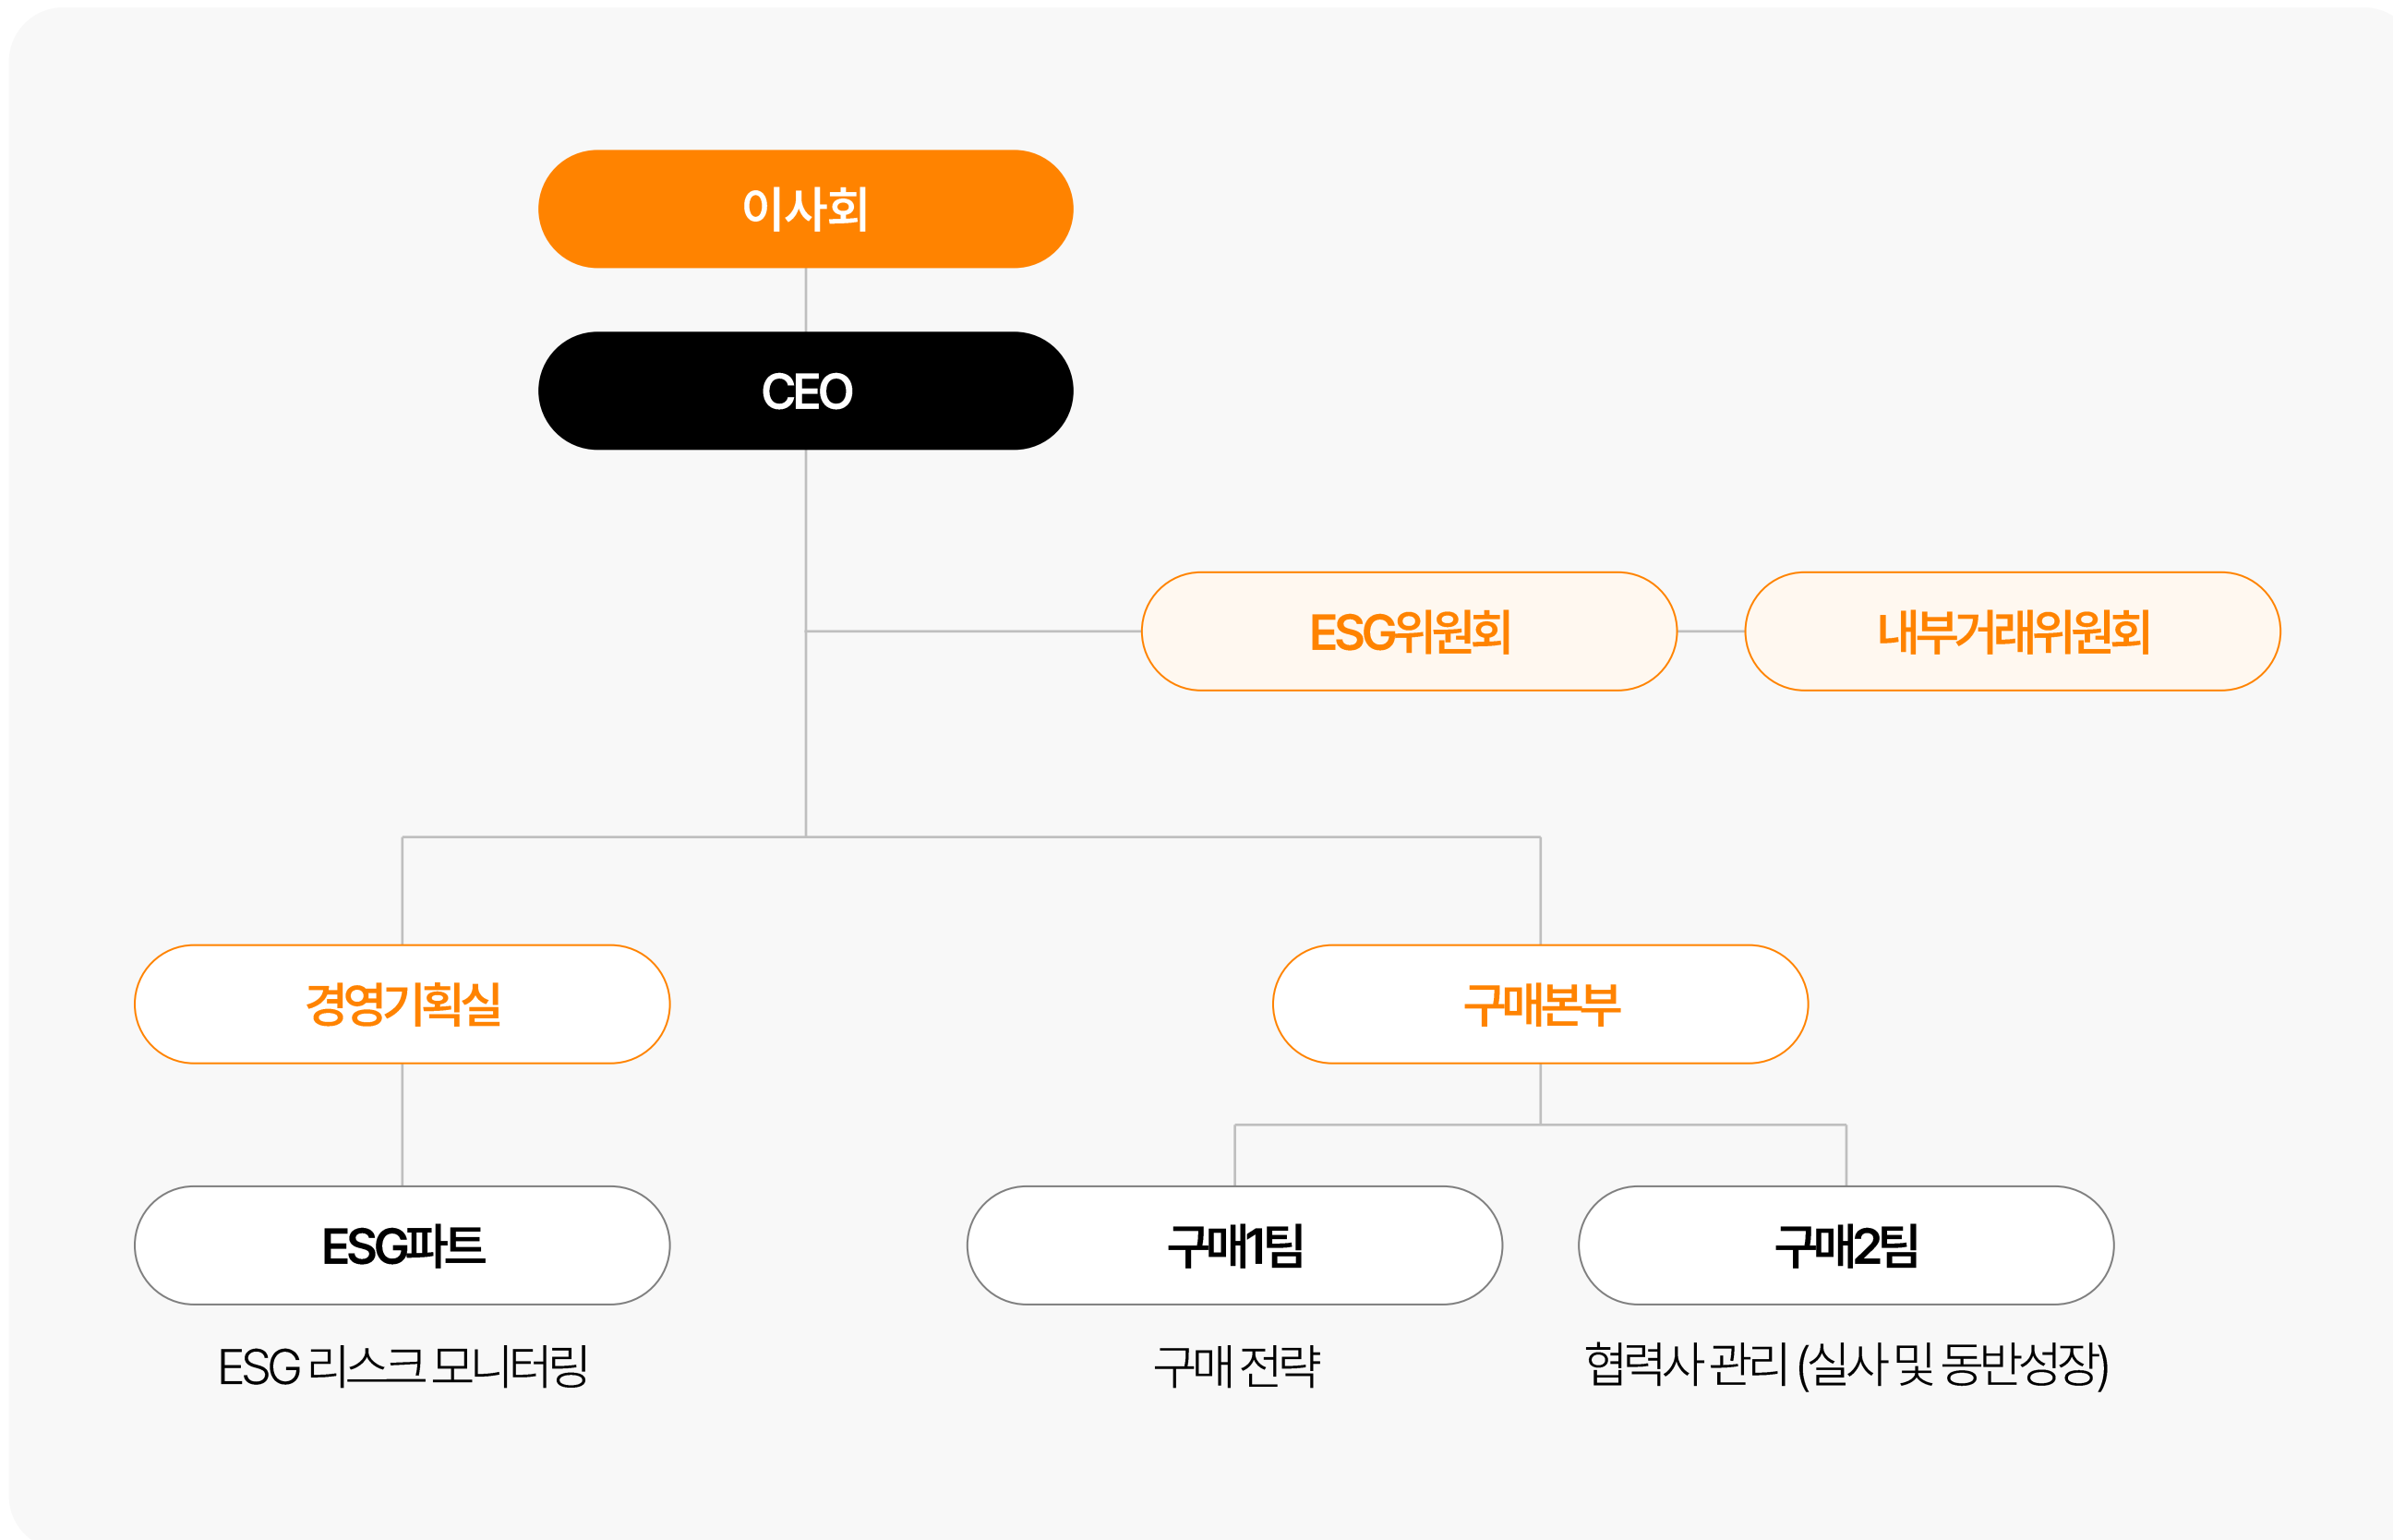 이사회
CEO
ESG위원회
내부거래위원회
경영기획실
구매본부
ESG파트
구매1팀
구매2팀
ESG 리스크 모니터링
구매 전략
협력사 관리 (실사 및 동반성장)